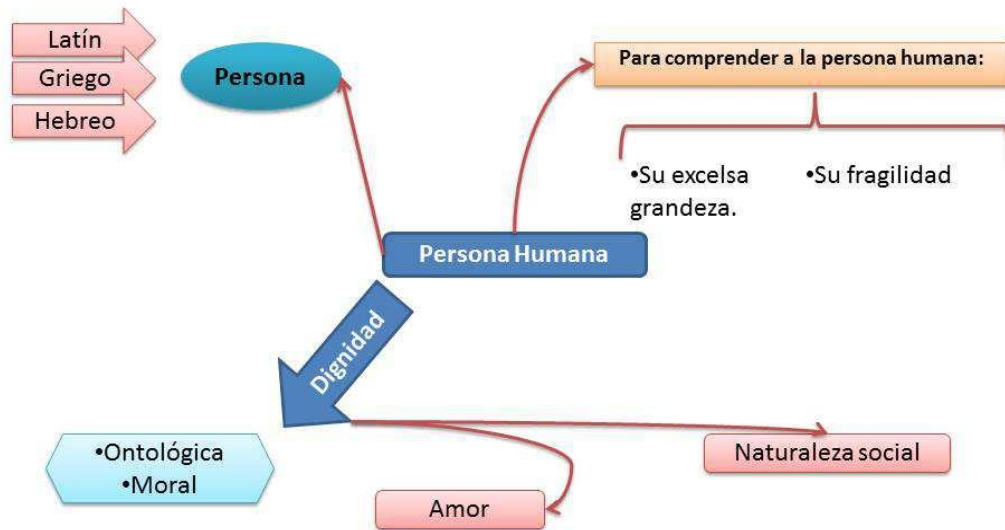 Latín
Griego
Hebreo
Persona
Para comprender a la persona humana:
•Su excelsa
grandeza.
•Su fragilidad
Persona Humana
Dignidad
•Ontológica
•Moral
Amor
Naturaleza social